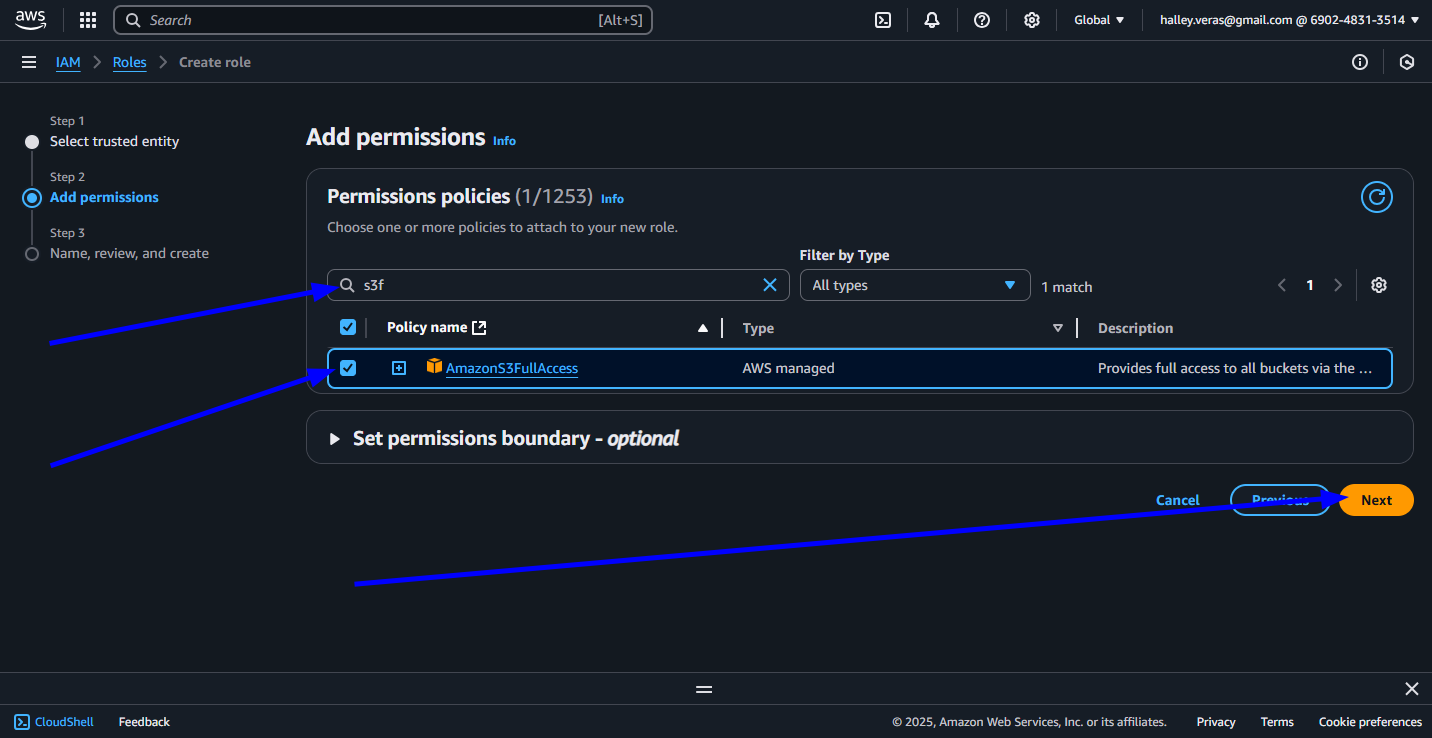 aws
Search [Alt+S]
Global
halley.veras@gmail.com @ 6902-4831-3514
IAM
Roles
Create role
Step 1
Select trusted entity
Step 2
Add permissions
Step 3
Name, review, and create
Add permissions Info
Permissions policies (1/1253) Info
Choose one or more policies to attach to your new role.
Filter by Type
s3f
All types
1 match
1
Policy name
Type
Description
AmazonS3FullAccess
AWS managed
Provides full access to all buckets via the ...
Set permissions boundary - optional
Cancel
Previous
Next
CloudShell
Feedback
© 2025, Amazon Web Services, Inc. or its affiliates.
Privacy
Terms
Cookie preferences